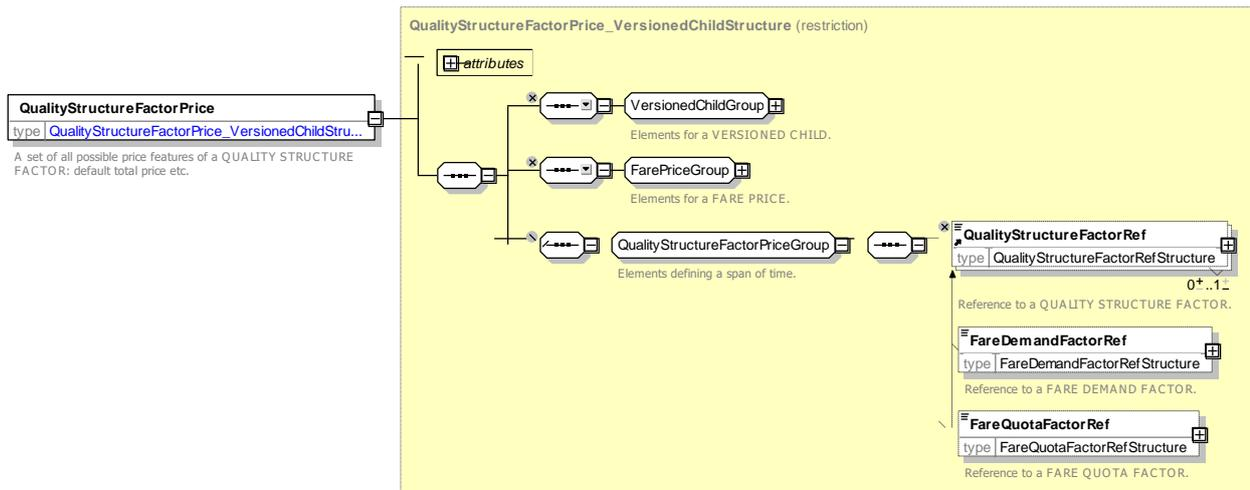 QualityStructureFactorPrice_VersionedChildStructure (restriction)
attributes
QualityStructureFactorPrice
type QualityStructureFactorPrice_VersionedChildStru...
A set of all possible price features of a QUALITY STRUCTURE
FACTOR: default total price etc.
VersionedChildGroup
Elements for a VERSIONED CHILD.
FarePriceGroup
Elements for a FARE PRICE.
QualityStructureFactorPriceGroup
Elements defining a span of time.
QualityStructureFactorRef
type QualityStructureFactorRefStructure
0..1
Reference to a QUALITY STRUCTURE FACTOR.
FareDemandFactorRef
type FareDemandFactorRefStructure
Reference to a FARE DEMAND FACTOR.
FareQuotaFactorRef
type FareQuotaFactorRefStructure
Reference to a FARE QUOTA FACTOR.